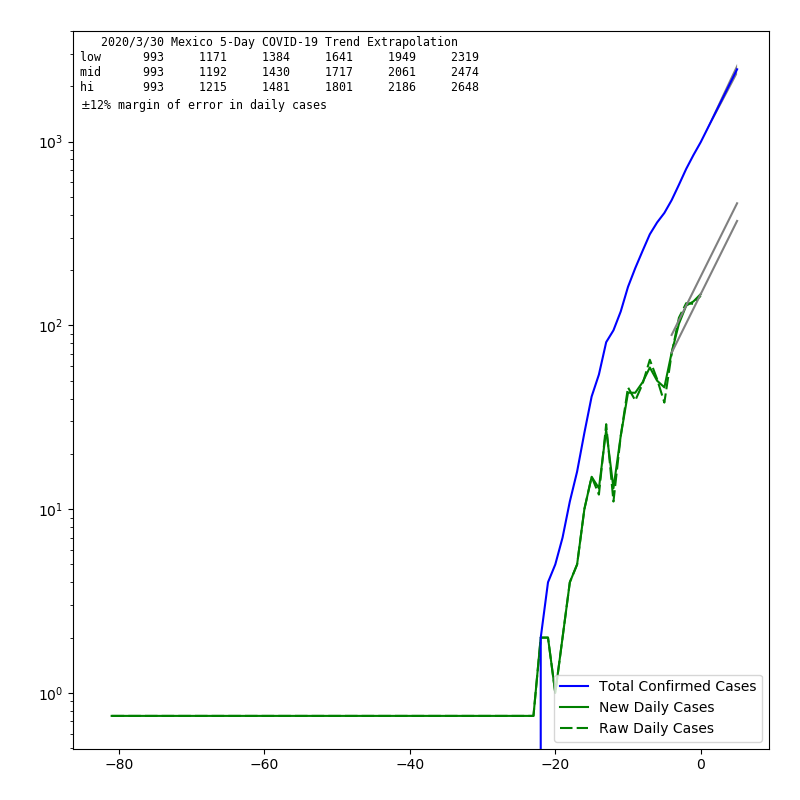 2020/3/30 Mexico 5-Day COVID-19 Trend Extrapolation
low 993 1171 1384 1641 1949 2319
mid 993 1192 1430 1717 2061 2474
hi 993 1215 1481 1801 2186 2648
±12% margin of error in daily cases
10³
10²
10¹
10⁰
Total Confirmed Cases
New Daily Cases
Raw Daily Cases
−80 −60 −40 −20 0